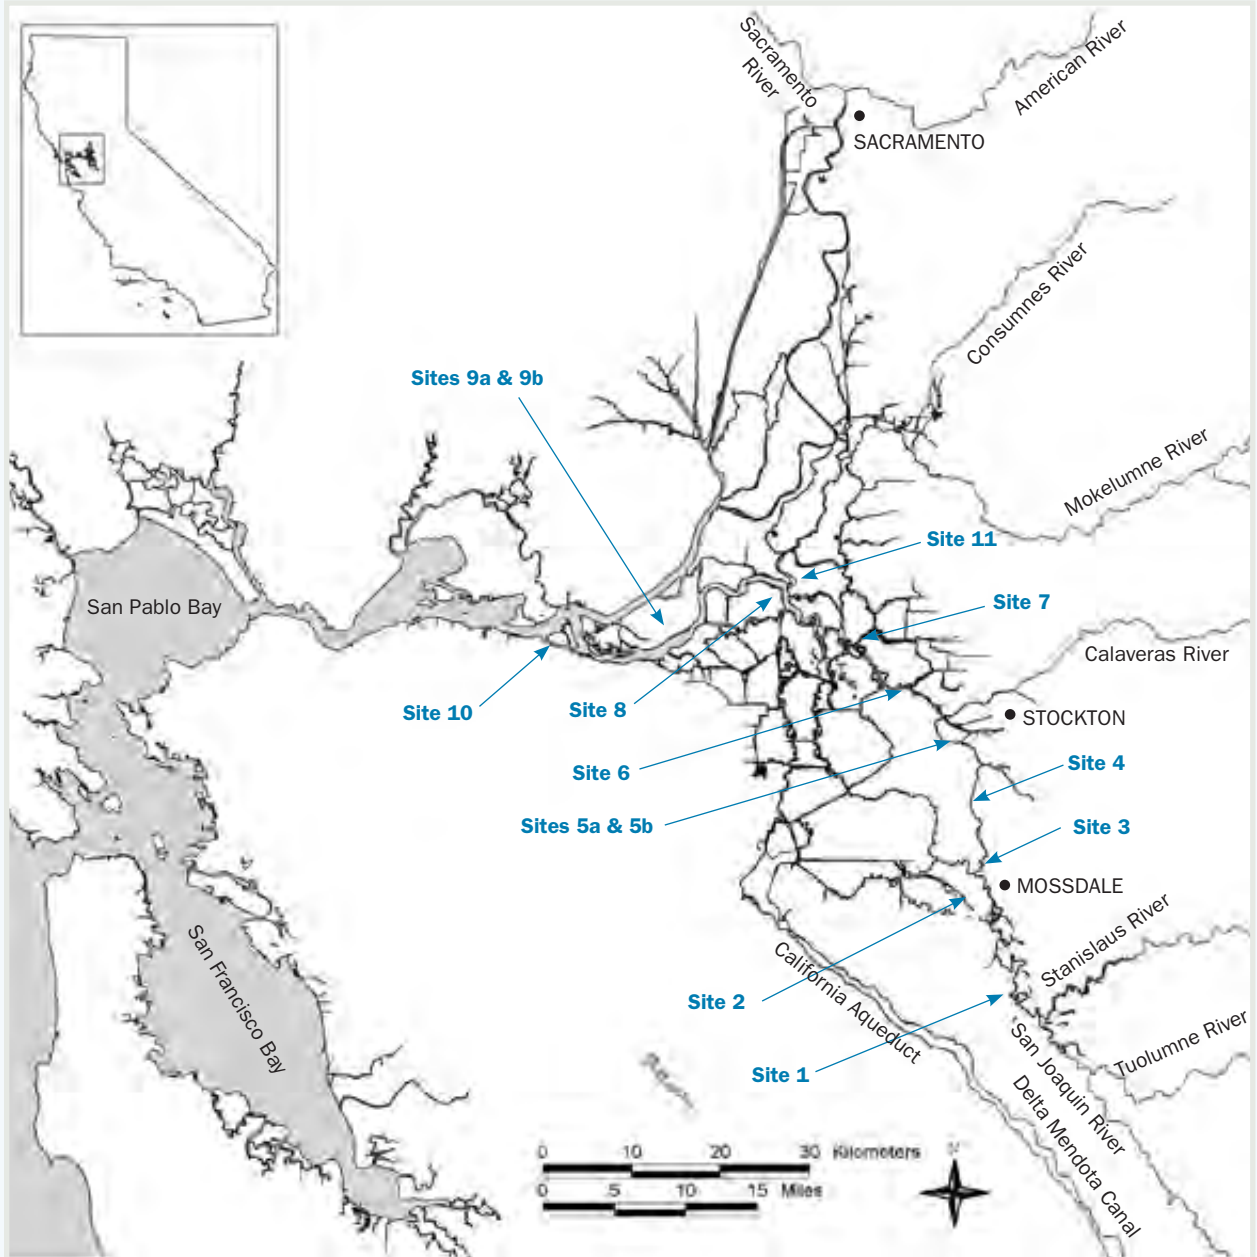 Sacramento
River
American River
SACRAMENTO
Consumnes River
Sites 9a & 9b
Mokelumne River
Site 11
San Pablo Bay
Site 7
Calaveras River
Site 10
Site 8
STOCKTON
Site 6
Site 4
Sites 5a & 5b
Site 3
MOSSDALE
Stanislaus River
San Francisco Bay
California Aqueduct
Site 2
Site 1
San Joaquin River
Tuolumne River
Delta Mendota Canal
0 10 20 30 Kilometers
0 5 10 15 Miles
N